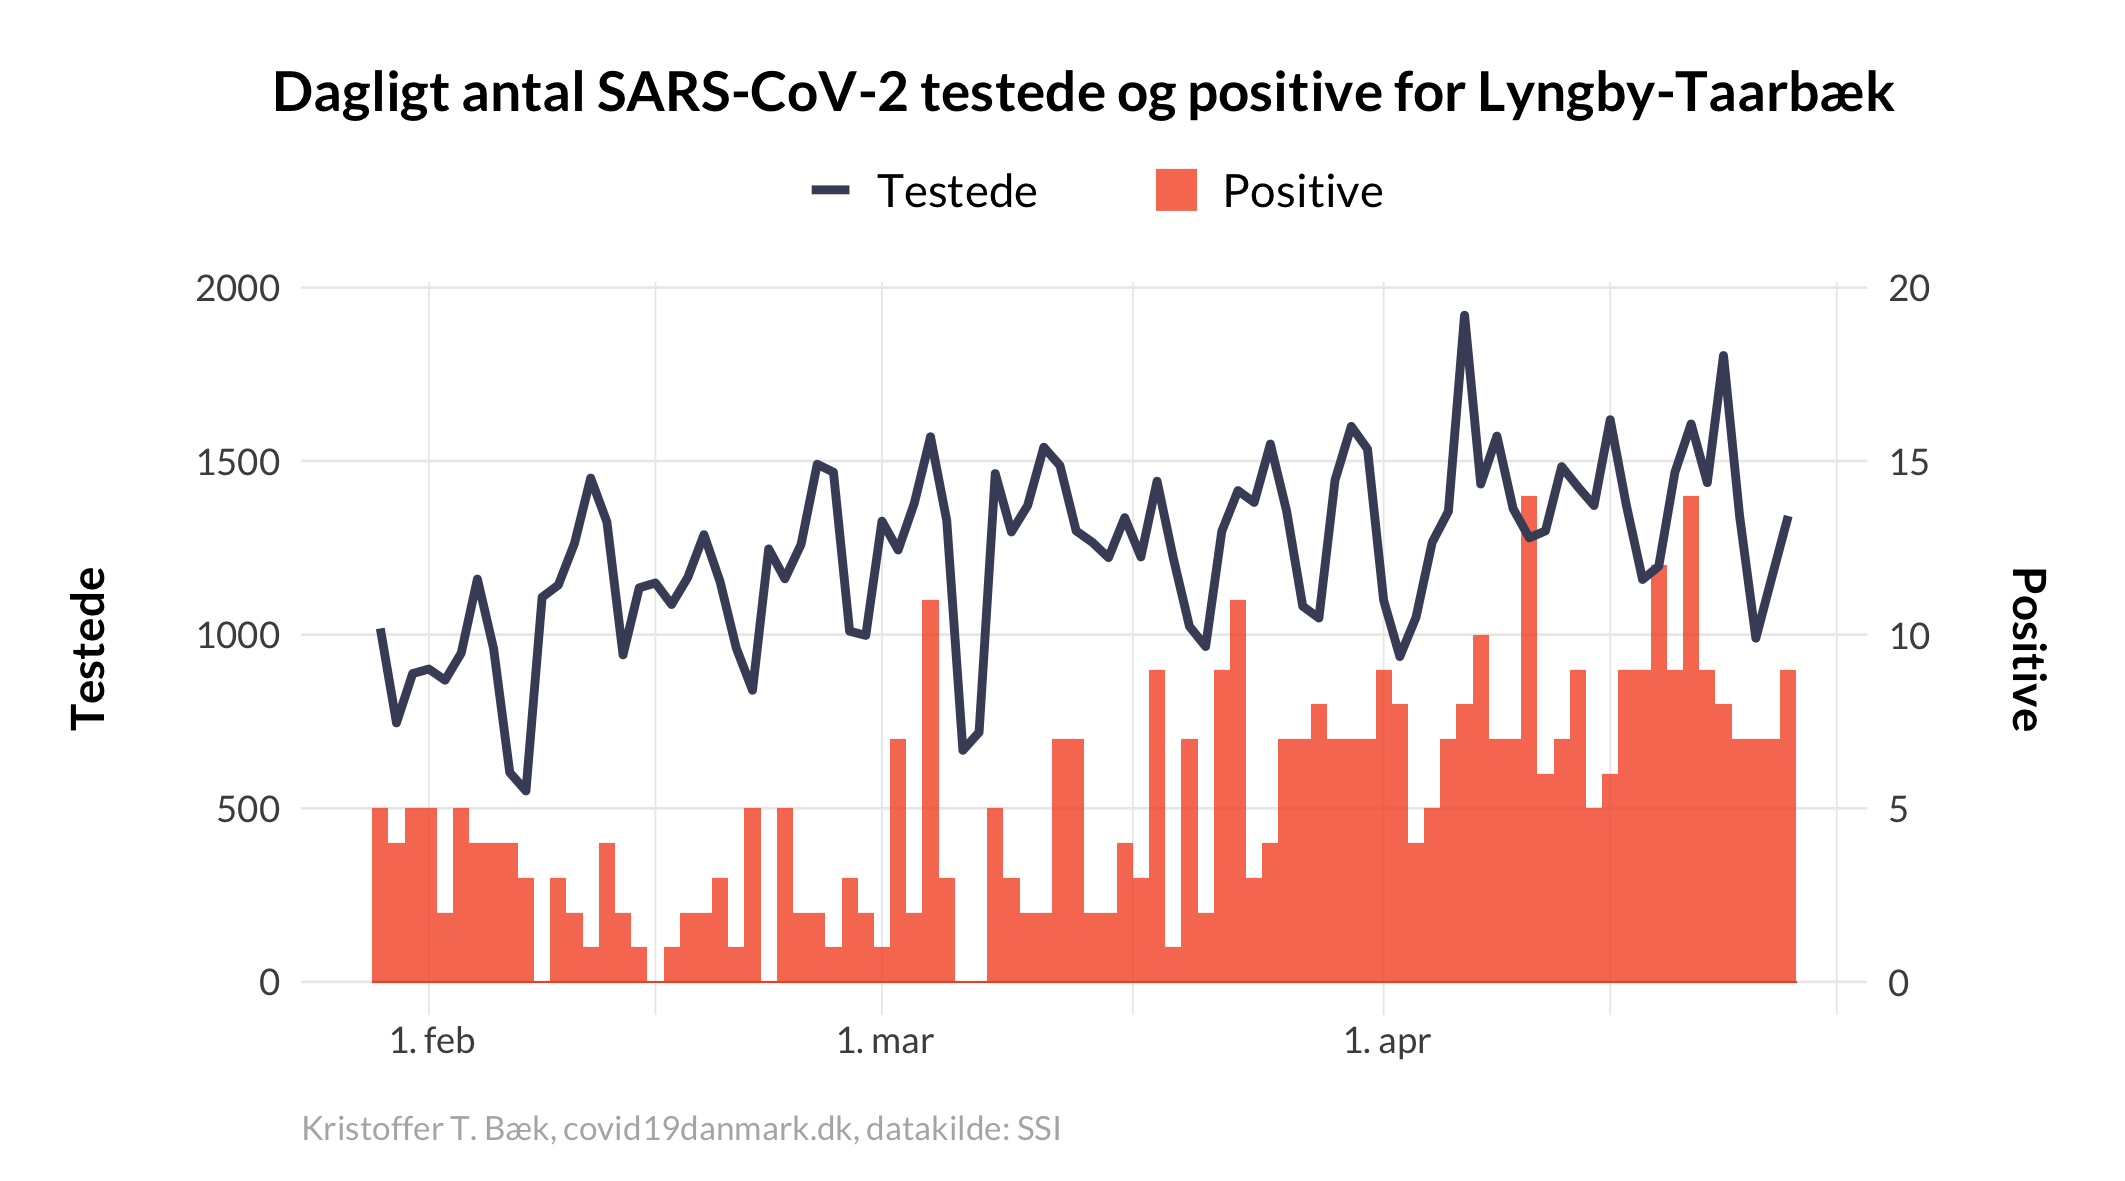 Dagligt antal SARS-CoV-2 testede og positive for Lyngby-Taarbæk
Testede Positive
2000 20
1500 15
1000 10
500 5
0 0
Testede
Positive
1. feb 1. mar 1. apr
Kristoffer T. Bæk, covid19danmark.dk, datakilde: SSI